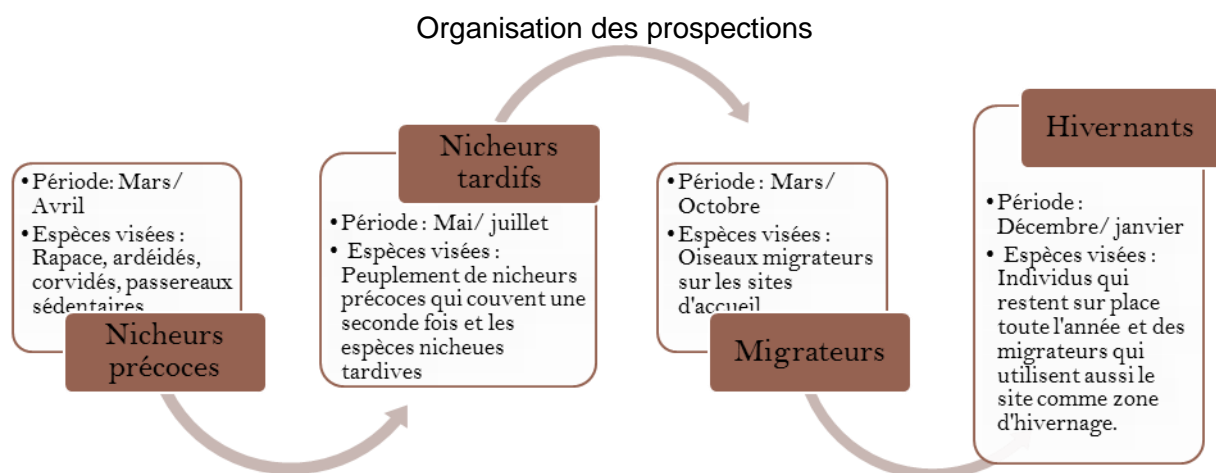 Organisation des prospections
•Période: Mars/
Avril
•Espèces visées :
Rapace, ardéidés,
corvidés, passereaux
sédentaires
Nicheurs
précoces
Nicheurs
tardifs
•Période : Mai/ juillet
• Espèces visées :
Peuplement de nicheurs
précoces qui couvent une
seconde fois et les
espèces nicheues
tardives
•Période : Mars/
Octobre
•Espèces visées :
Oiseaux migrateurs
sur les sites
d'accueil
Migrateurs
Hivernants
•Période :
Décembre/ janvier
• Espèces visées :
Individus qui
restent sur place
toute l'année et des
migrateurs qui
utilisent aussi le
site comme zone
d'hivernage.